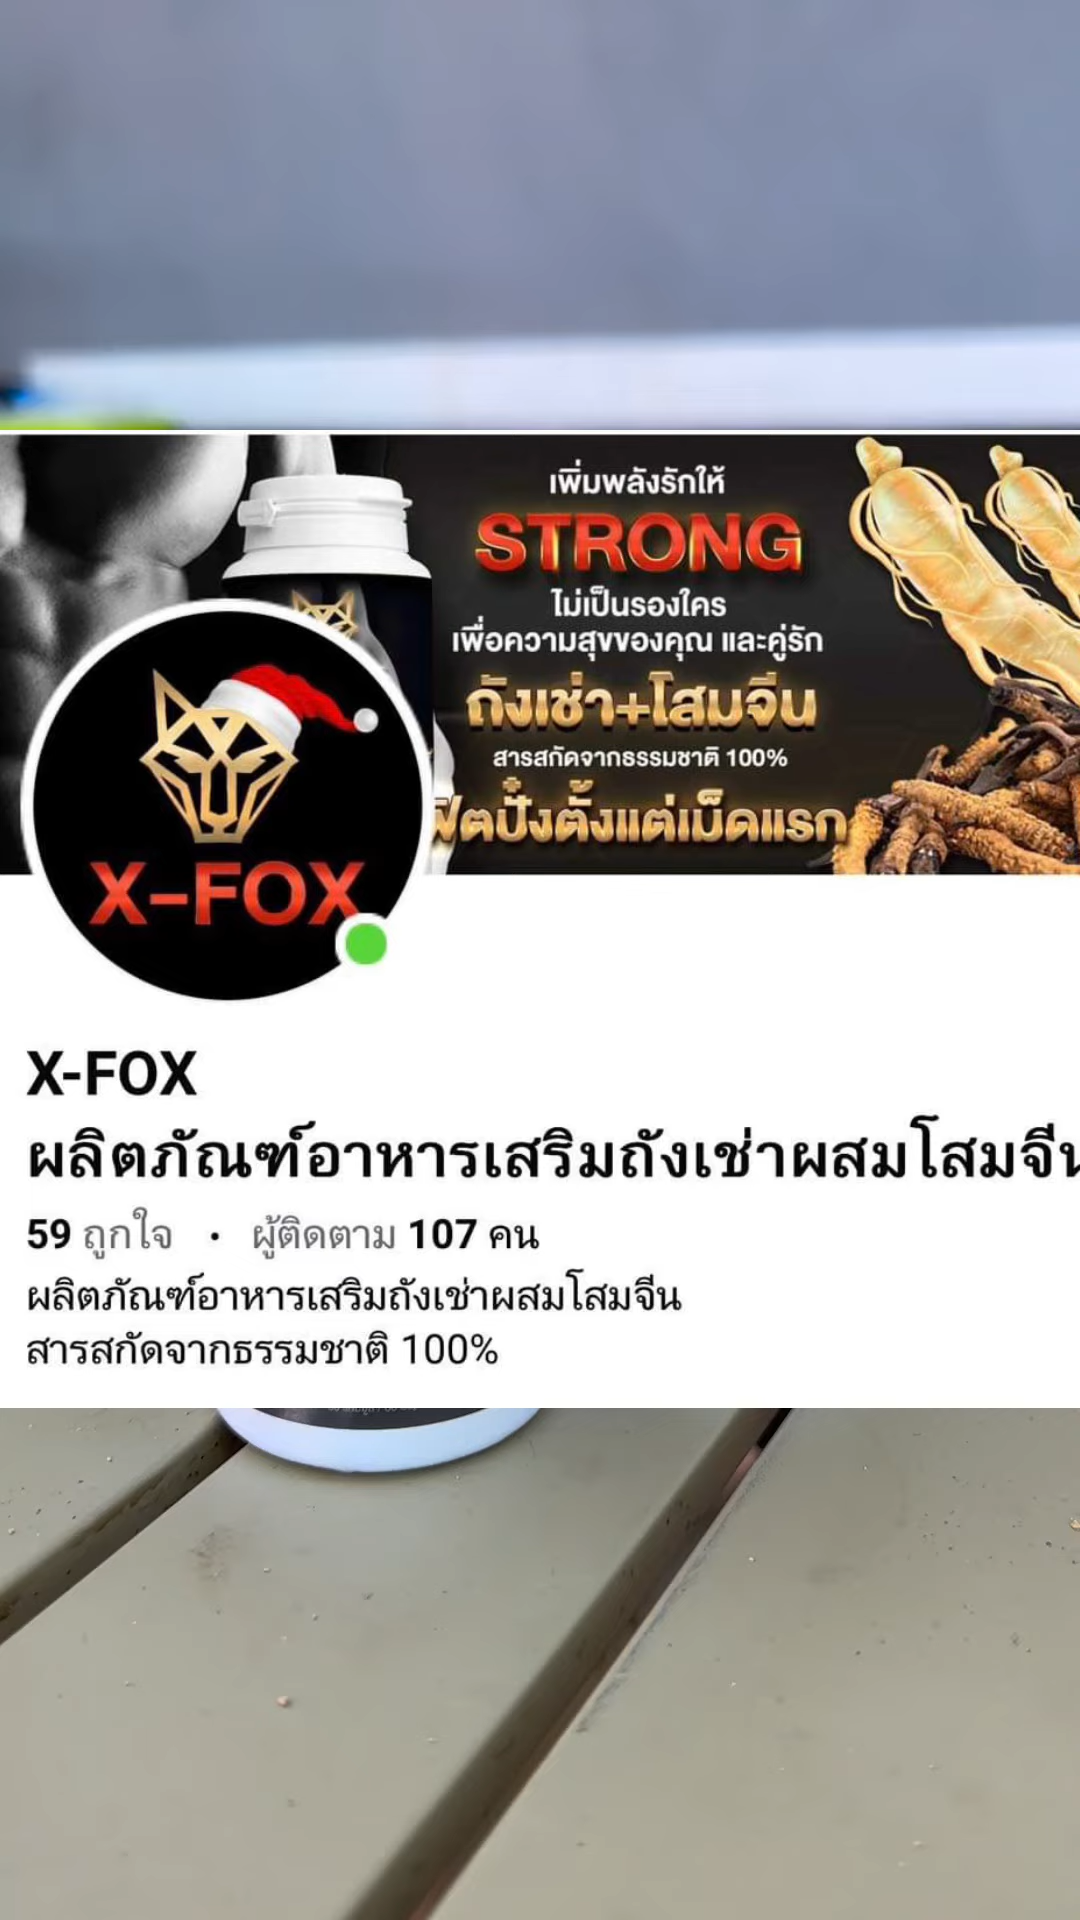 เพิ่มพลังรักให้
STRONG
ไม่เป็นรองใคร
เพื่อความสุขของคุณ และคู่รัก
ถังเช่า+โสมจีน
สารสกัดจากธรรมชาติ 100%
ฟิตปั๋งตั้งแต่เม็ดแรก
X-FOX
X-FOX
ผลิตภัณฑ์อาหารเสริมถังเช่าผสมโสมจีน
59 ถูกใจ • ผู้ติดตาม 107 คน
ผลิตภัณฑ์อาหารเสริมถังเช่าผสมโสมจีน
สารสกัดจากธรรมชาติ 100%